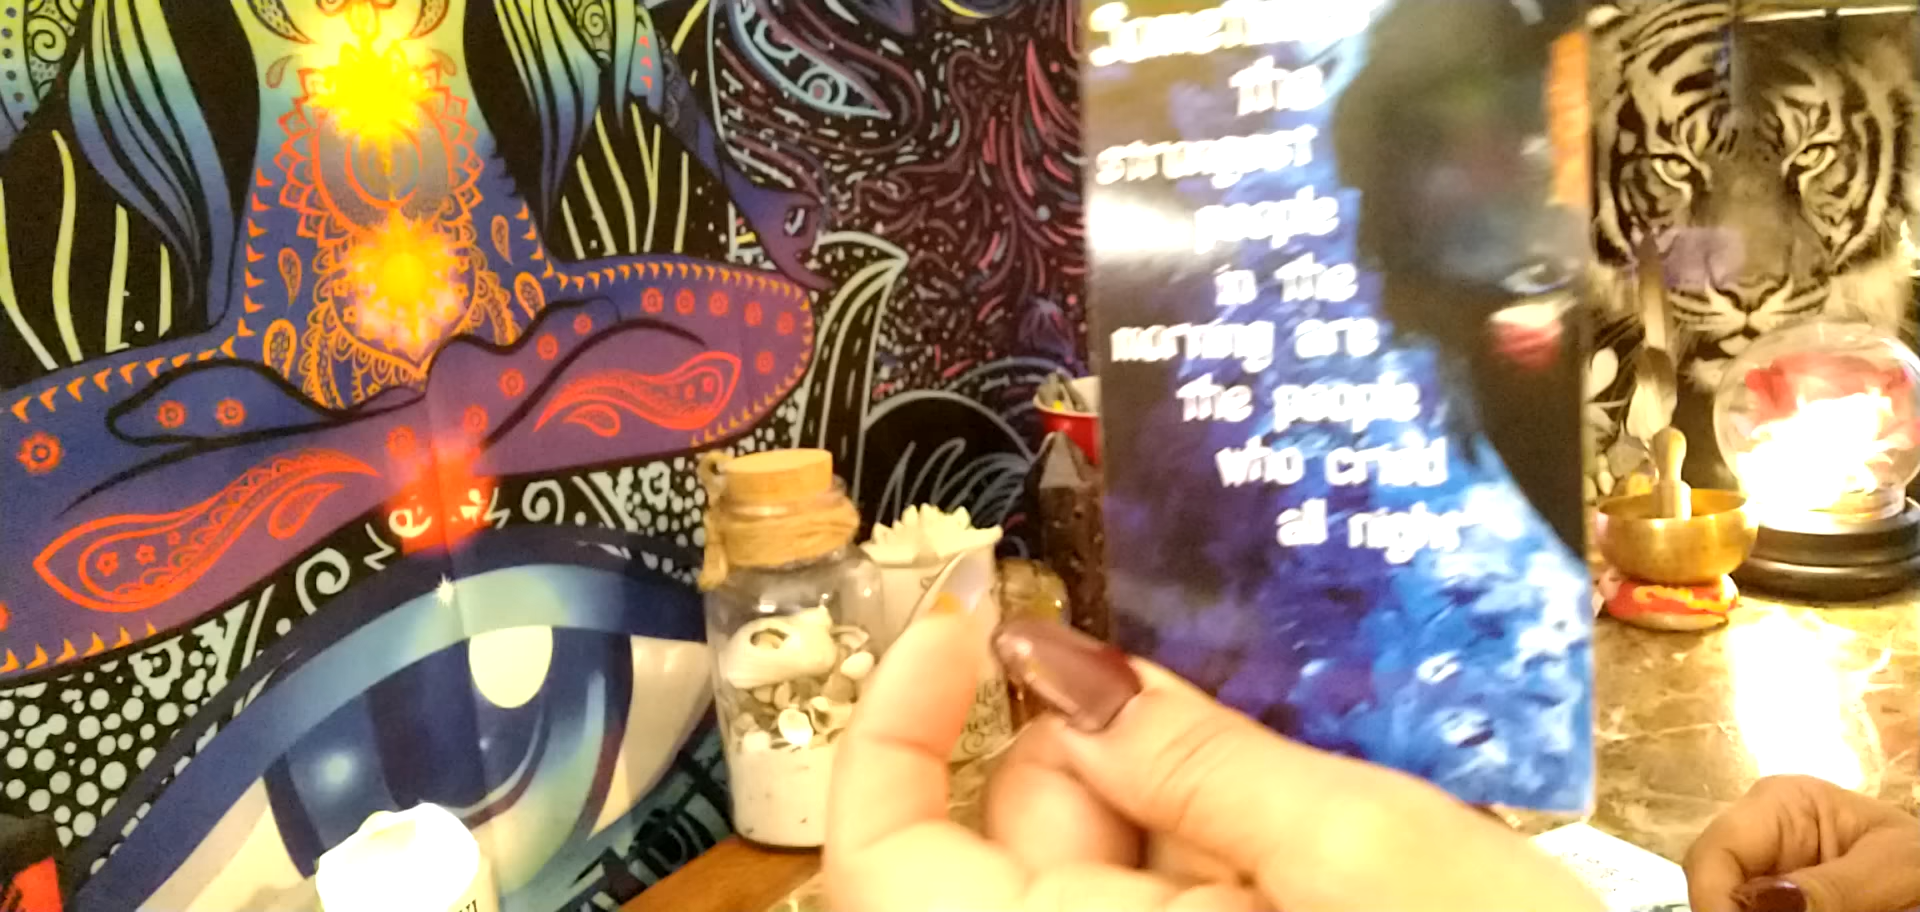 Sometimes
the
strongest
people
in the
morning are
the people
who cried
all night